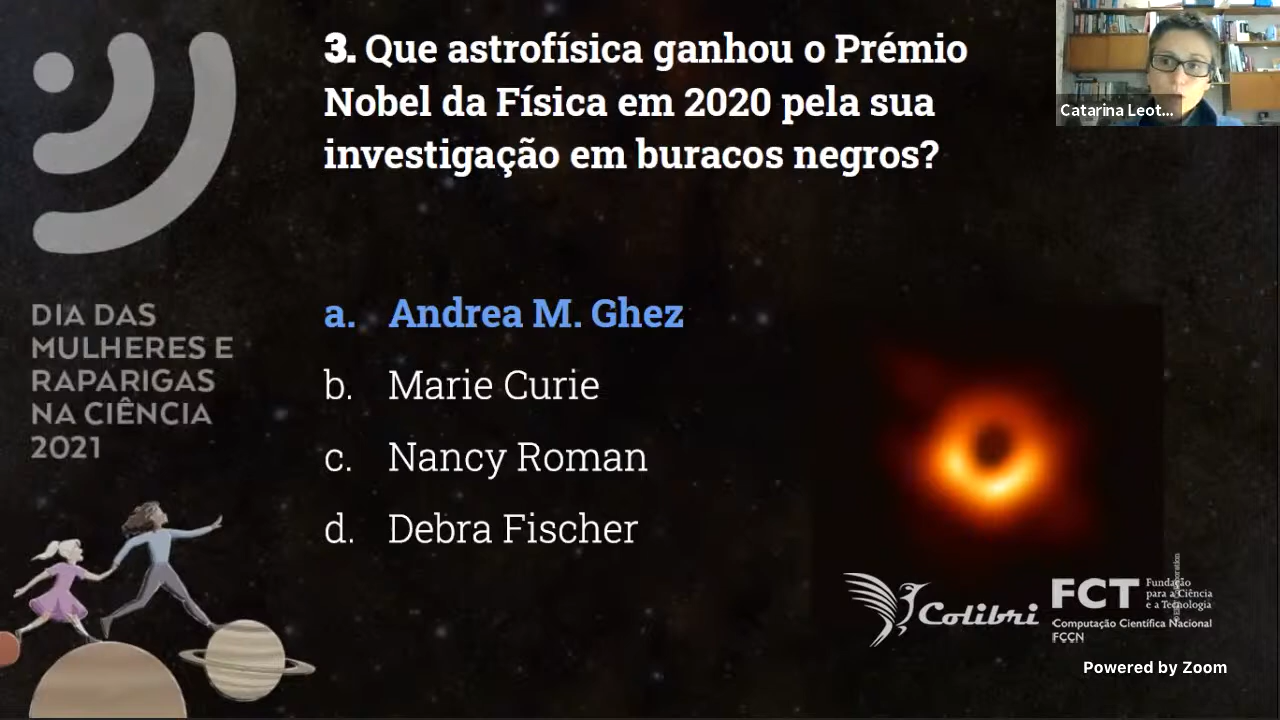 3. Que astrofísica ganhou o Prémio
Nobel da Física em 2020 pela sua
investigação em buracos negros?
Catarina Leot...
a. Andrea M. Ghez
b. Marie Curie
c. Nancy Roman
d. Debra Fischer
DIA DAS
MULHERES E
RAPARIGAS
NA CIÊNCIA
2021
Colibri
FCT
Fundação
para a Ciência
e a Tecnologia
Computação Científica Nacional
FCCN
Powered by Zoom